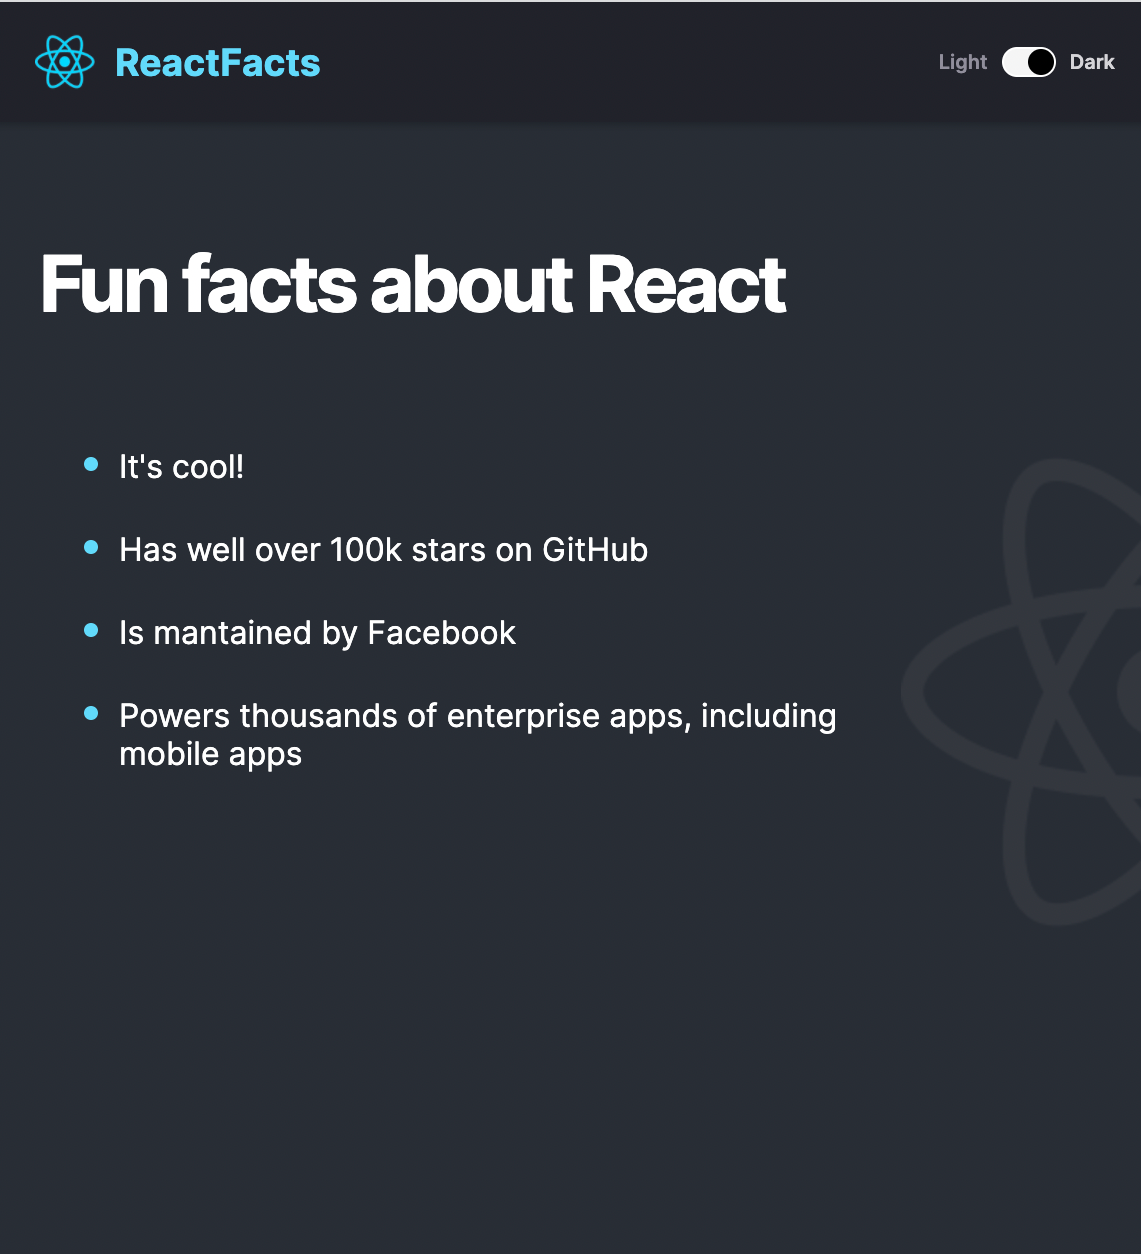 ReactFacts
Light Dark
Fun facts about React
It's cool!
Has well over 100k stars on GitHub
Is mantained by Facebook
Powers thousands of enterprise apps, including
mobile apps